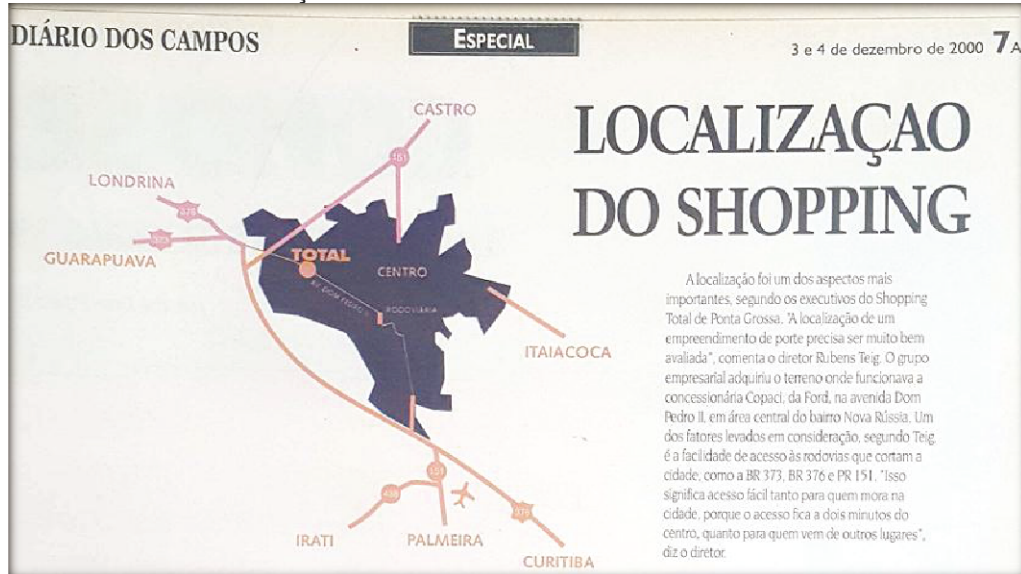 DIÁRIO DOS CAMPOS
ESPECIAL
3 e 4 de dezembro de 2000 7A
LOCALIZAÇAO
DO SHOPPING
CASTRO
151
LONDRINA
376
373
GUARAPUAVA
TOTAL
CENTRO
AV. DOM PEDRO II
RODOVIARIA
ITAIACOCA
151
376
IRATI
PALMEIRA
CURITIBA
A localização foi um dos aspectos mais
importantes, segundo os executivos do Shopping
Total de Ponta Grossa. "A localização de um
empreendimento de porte precisa ser muito bem
avaliada", comenta o diretor Rubens Teig. O grupo
empresarial adquiriu o terreno onde funcionava a
concessionária Copaci, da Ford, na avenida Dom
Pedro II, em área central do bairro Nova Rússia. Um
dos fatores levados em consideração, segundo Teig,
é a facilidade de acesso às rodovias que cortam a
cidade, como a BR 373, BR 376 e PR 151. "Isso
significa acesso fácil tanto para quem mora na
cidade, porque o acesso fica a dois minutos do
centro, quanto para quem vem de outros lugares",
diz o diretor.